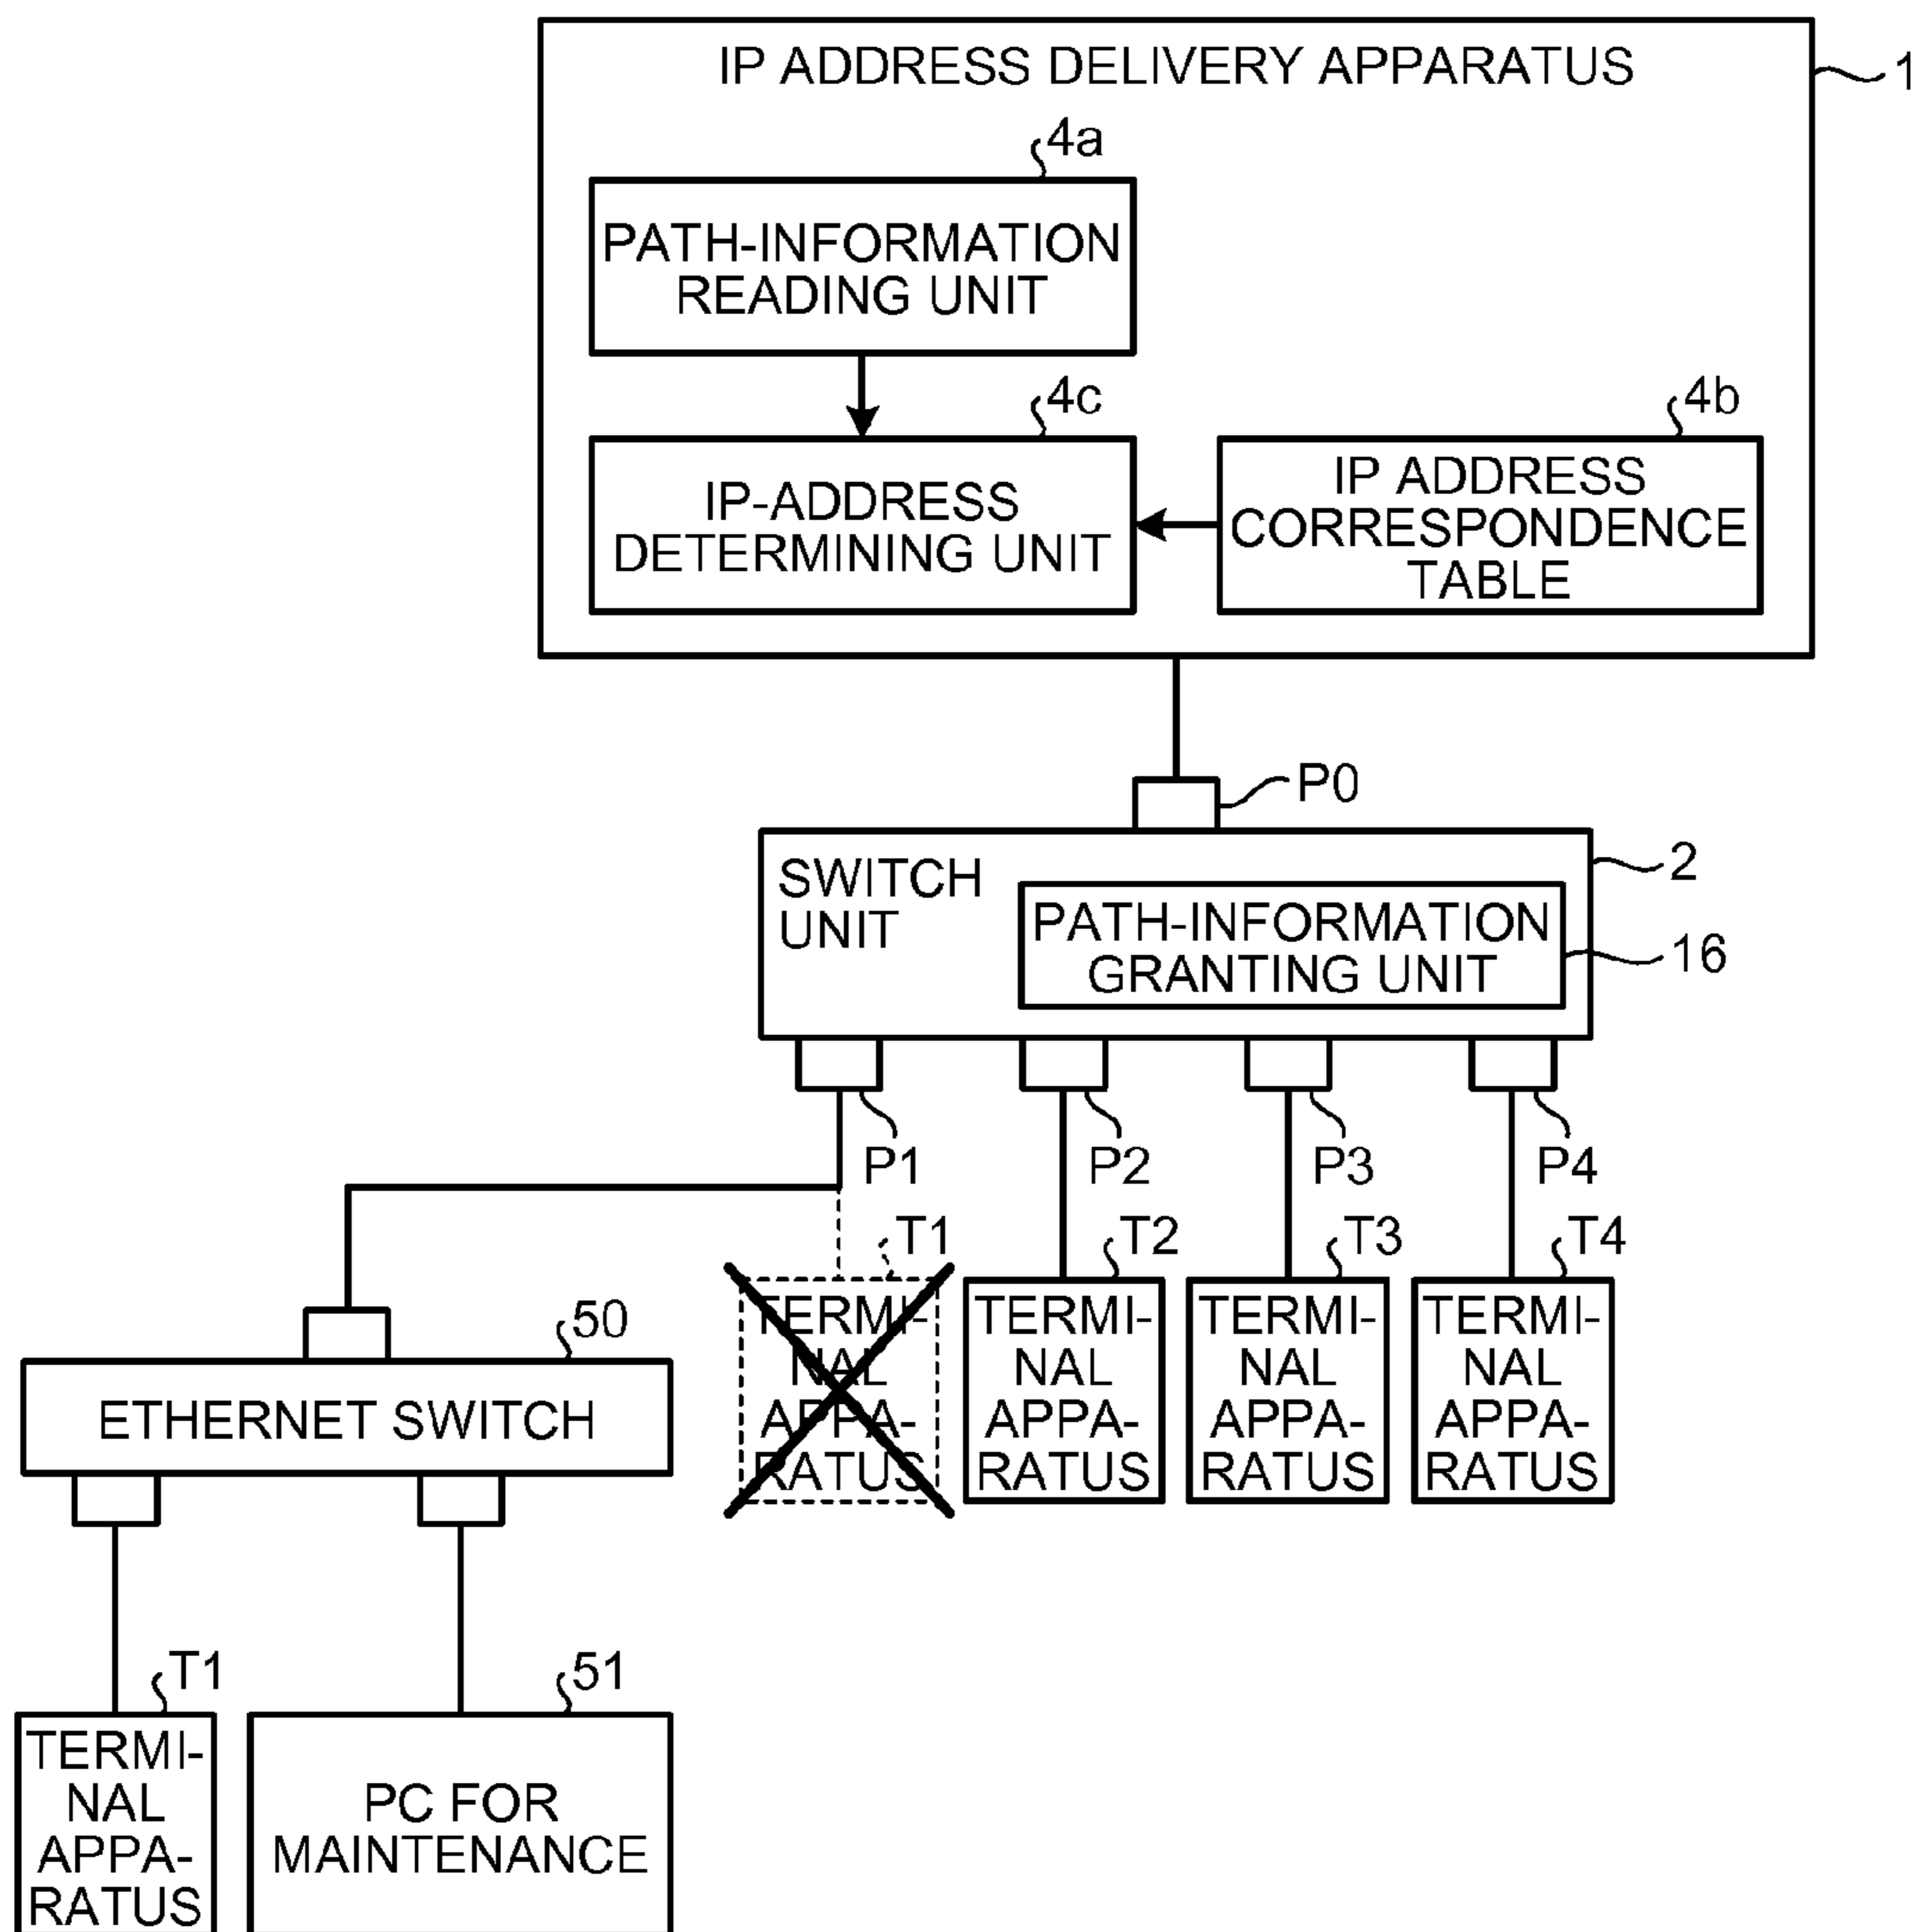 IP ADDRESS DELIVERY APPARATUS
1
4a
PATH-INFORMATION
READING UNIT
4c
4b
IP-ADDRESS
DETERMINING UNIT
IP ADDRESS
CORRESPONDENCE
TABLE
P0
2
SWITCH
UNIT
PATH-INFORMATION
GRANTING UNIT
16
P1
P2
P3
P4
T1
T2
T3
T4
TERMI-
NAL
APPA-
RATUS
TERMI-
NAL
APPA-
RATUS
TERMI-
NAL
APPA-
RATUS
TERMI-
NAL
APPA-
RATUS
50
ETHERNET SWITCH
T1
51
TERMI-
NAL
APPA-
RATUS
PC FOR
MAINTENANCE